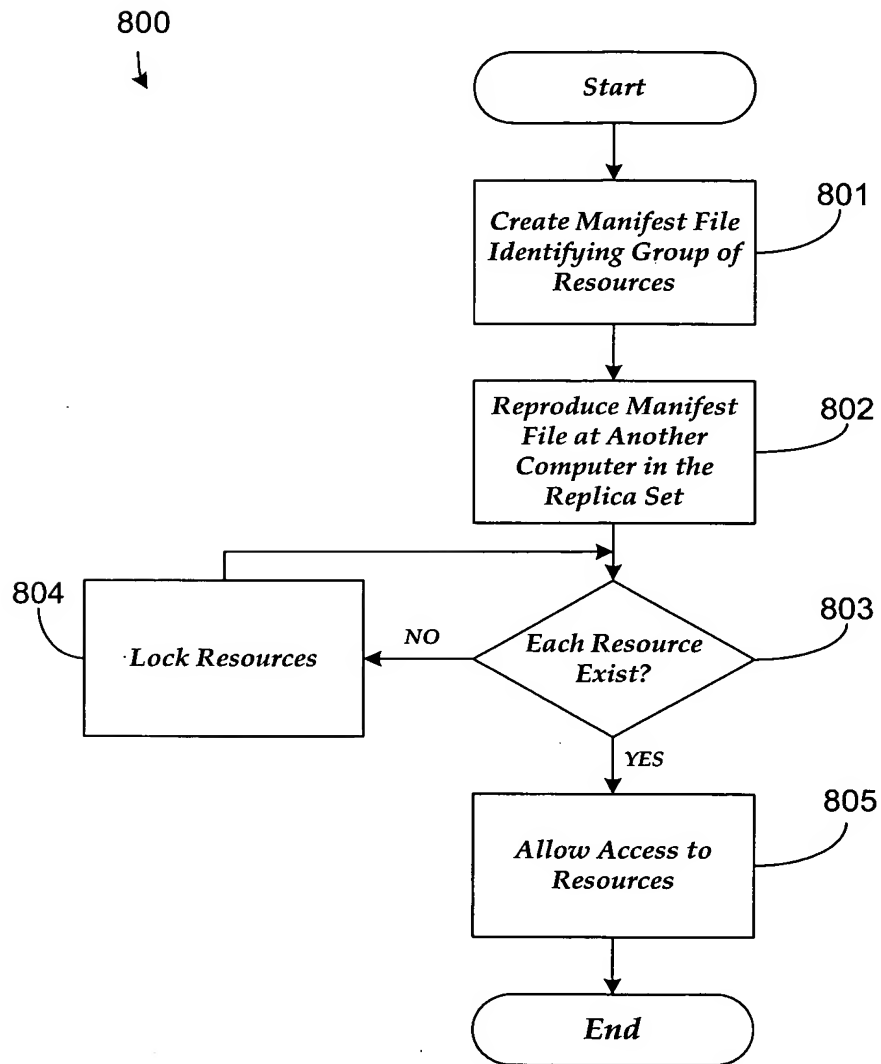 800
Start
801
Create Manifest File
Identifying Group of
Resources
802
Reproduce Manifest
File at Another
Computer in the
Replica Set
804
Lock Resources
NO
Each Resource
Exist?
803
YES
805
Allow Access to
Resources
End